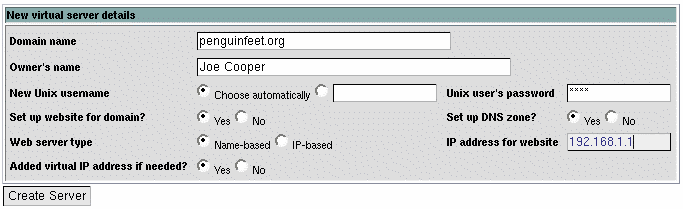 New virtual server details
Domain name penguinfeet.org
Owner's name Joe Cooper
New Unix username Choose automatically Unix user's password ****
Set up website for domain? Yes No Set up DNS zone? Yes No
Web server type Name-based IP-based IP address for website 192.168.1.1
Added virtual IP address if needed? Yes No
Create Server